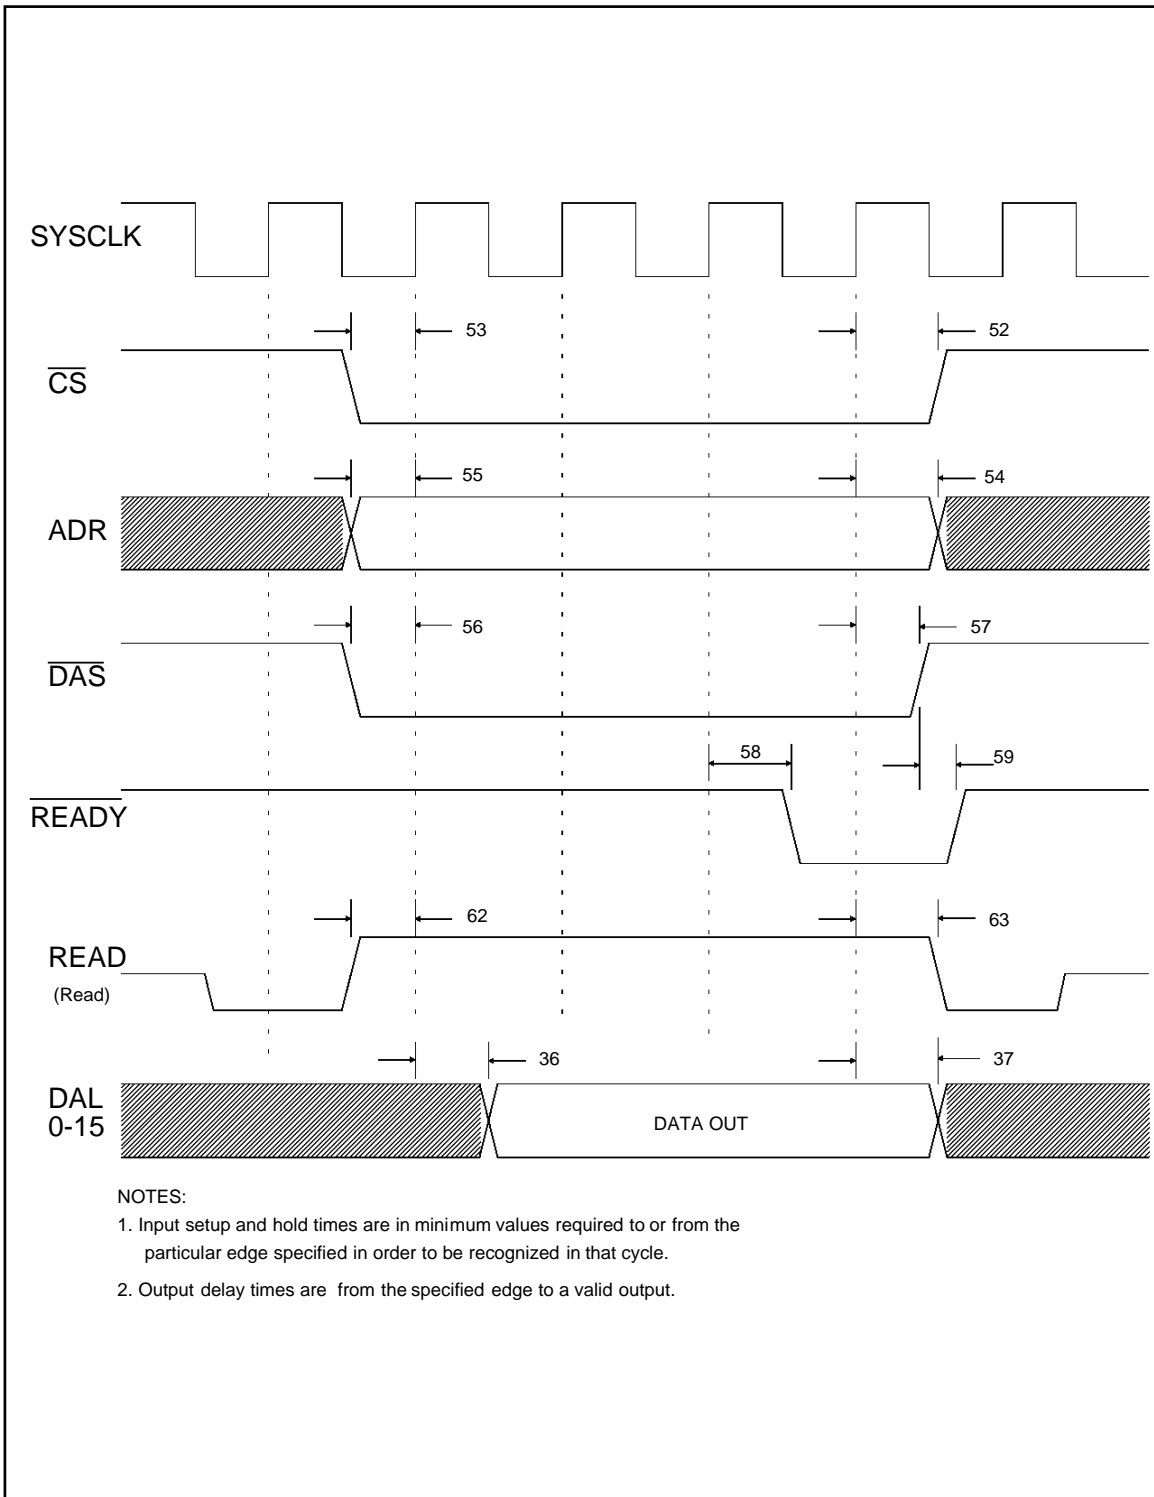 SYSCLK
53
52
CS
55
54
ADR
56
57
DAS
58
59
READY
62
63
READ
(Read)
36
37
DAL
0-15
DATA OUT
NOTES:
1. Input setup and hold times are in minimum values required to or from the
particular edge specified in order to be recognized in that cycle.
2. Output delay times are from the specified edge to a valid output.